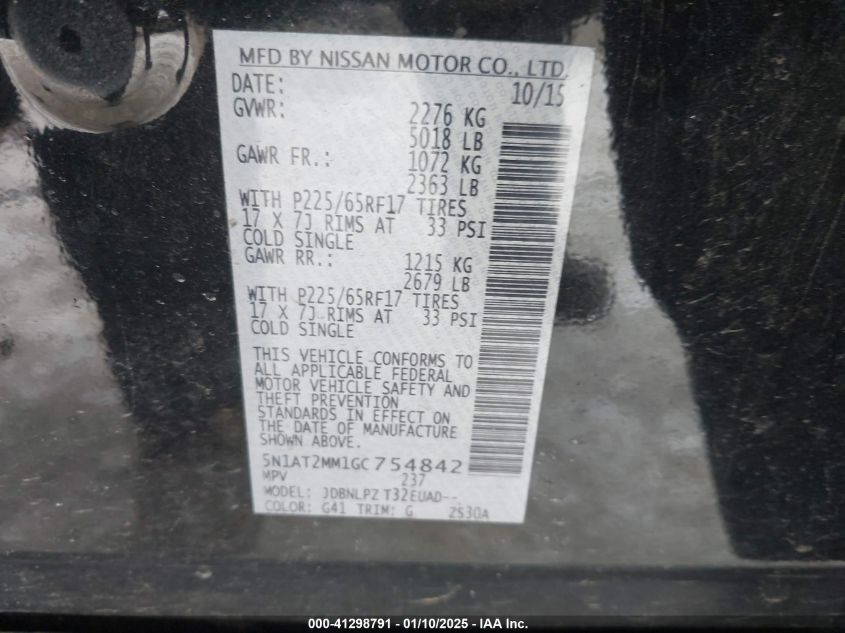 MFD BY NISSAN MOTOR CO., LTD.
DATE: 10/15
GVWR: 2276 KG
5018 LB
GAWR FR.: 1072 KG
2363 LB
WITH P225/65RF17 TIRES
17 X 7J RIMS AT 33 PSI
COLD SINGLE
GAWR RR.: 1215 KG
2679 LB
WITH P225/65RF17 TIRES
17 X 7J RIMS AT 33 PSI
COLD SINGLE
THIS VEHICLE CONFORMS TO
ALL APPLICABLE FEDERAL
MOTOR VEHICLE SAFETY AND
THEFT PREVENTION
STANDARDS IN EFFECT ON
THE DATE OF MANUFACTURE
SHOWN ABOVE.
5N1AT2MM1GC754842
MPV 237
MODEL: JDBNLPZ T32EUAD--
COLOR: G41 TRIM: G 2S30A
000-41298791 — 01/10/2025 - IAA Inc.